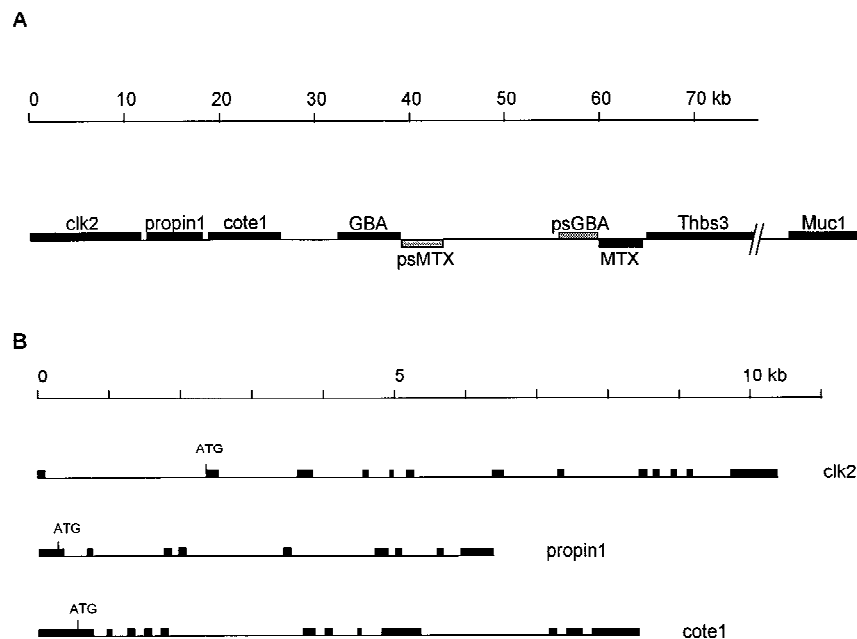 A
0 10 20 30 40 50 60 70 kb
clk2 propin1 cote1 GBA psGBA Thbs3 Muc1
psMTX MTX
B
0 5 10 kb
ATG
clk2
ATG
propin1
ATG
cote1